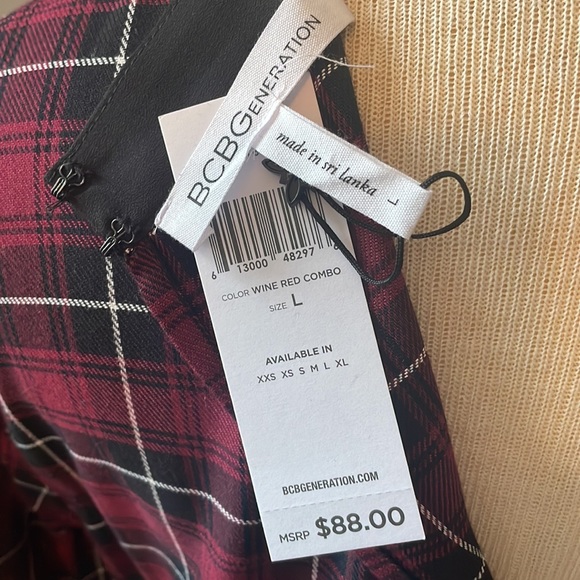 BCBGENERATION
made in sri lanka
L
6 13000 48297
COLOR WINE RED COMBO
SIZE L
AVAILABLE IN
XXS XS S M L XL
BCBGENERATION.COM
MSRP $88.00